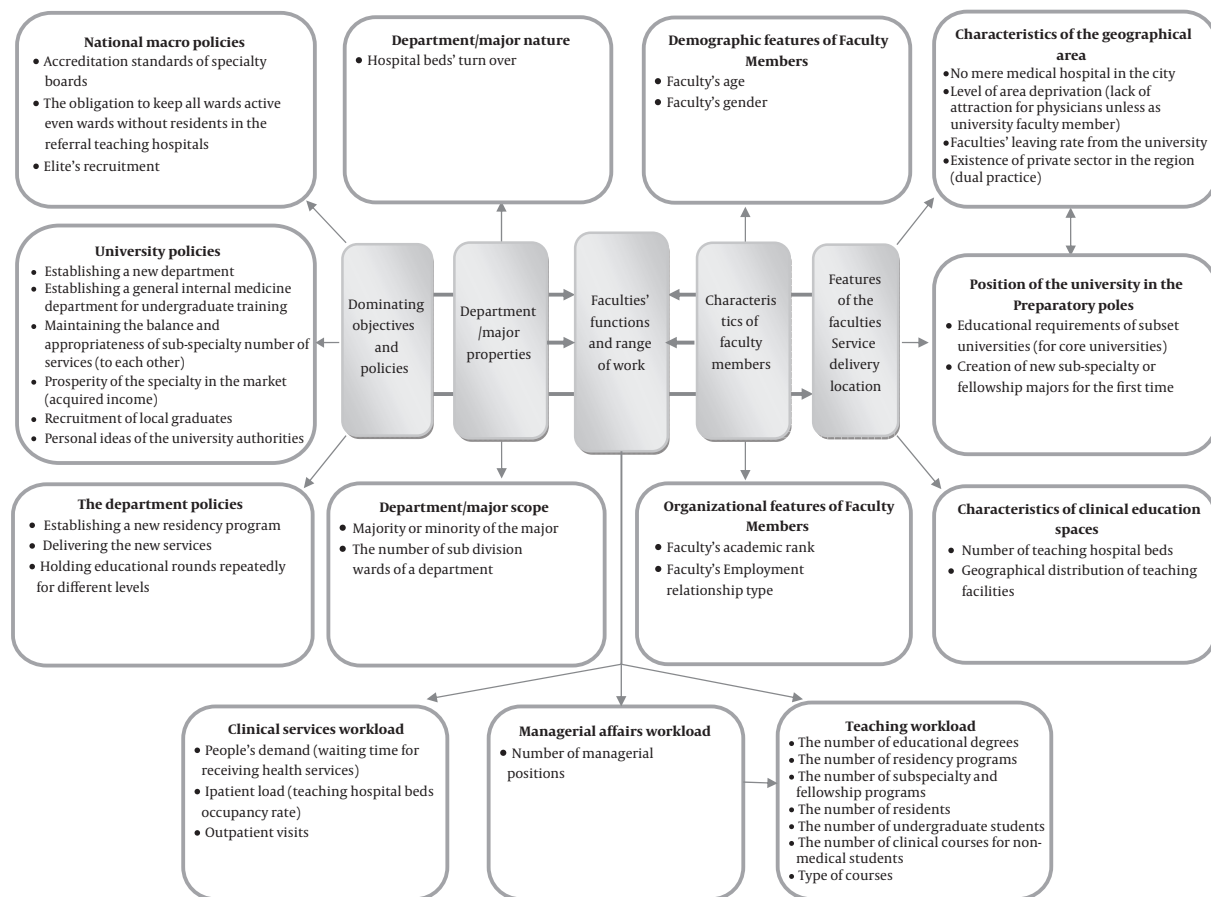 National macro policies
• Accreditation standards of specialty
boards
• The obligation to keep all wards active
even wards without residents in the
referral teaching hospitals
• Elite's recruitment
Department/major nature
• Hospital beds' turn over
Demographic features of Faculty
Members
• Faculty's age
• Faculty's gender
Characteristics of the geographical
area
• No mere medical hospital in the city
• Level of area deprivation (lack of
attraction for physicians unless as
university faculty member)
• Faculties' leaving rate from the university
• Existence of private sector in the region
(dual practice)
University policies
• Establishing a new department
• Establishing a general internal medicine
department for undergraduate training
• Maintaining the balance and
appropriateness of sub-specialty number of
services (to each other)
• Prosperity of the specialty in the market
(acquired income)
• Recruitment of local graduates
• Personal ideas of the university authorities
Dominating
objectives
and
policies
Department
/major
properties
Faculties'
functions
and range
of work
Characteris
tics of
faculty
members
Features
of the
faculties
Service
delivery
location
Position of the university in the
Preparatory poles
• Educational requirements of subset
universities (for core universities)
• Creation of new sub-specialty or
fellowship majors for the first time
The department policies
• Establishing a new residency program
• Delivering the new services
• Holding educational rounds repeatedly
for different levels
Department/major scope
• Majority or minority of the major
• The number of sub division
wards of a department
Organizational features of Faculty
Members
• Faculty's academic rank
• Faculty's Employment
relationship type
Characteristics of clinical education
spaces
• Number of teaching hospital beds
• Geographical distribution of teaching
facilities
Clinical services workload
• People's demand (waiting time for
receiving health services)
• Ipatient load (teaching hospital beds
occupancy rate)
• Outpatient visits
Managerial affairs workload
• Number of managerial
positions
Teaching workload
• The number of educational degrees
• The number of residency programs
• The number of subspecialty and
fellowship programs
• The number of residents
• The number of undergraduate students
• The number of clinical courses for non-
medical students
• Type of courses